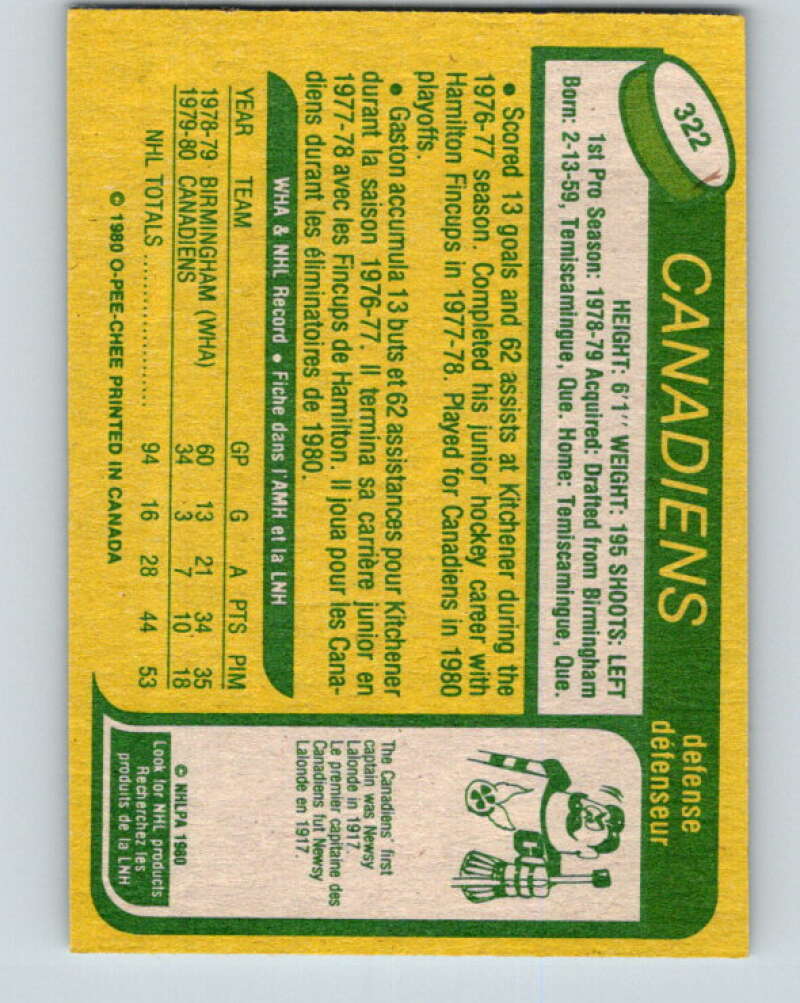 322
CANADIENS
defense
défenseur
HEIGHT: 6'1'' WEIGHT: 195 SHOOTS: LEFT
1st Pro Season: 1978-79 Acquired: Drafted from Birmingham
Born: 2-13-59, Temiscamingue, Que. Home: Temiscamingue, Que.
• Scored 13 goals and 62 assists at Kitchener during the
1976-77 season. Completed his junior hockey career with
Hamilton Fincups in 1977-78. Played for Canadiens in 1980
playoffs.
• Gaston accumula 13 buts et 62 assistances pour Kitchener
durant la saison 1976-77. Il termina sa carrière junior en
1977-78 avec les Fincups de Hamilton. Il joua pour les Cana-
diens durant les éliminatoires de 1980.
WHA & NHL Record • Fiche dans l'AMH et la LNH
YEAR TEAM GP G A PTS PIM
1978-79 BIRMINGHAM (WHA) 60 13 21 34 35
1979-80 CANADIENS 34 3 7 10 18
NHL TOTALS .................. 94 16 28 44 53
© 1980 O-PEE-CHEE PRINTED IN CANADA
C
The Canadiens' first
captain was Newsy
Lalonde in 1917.
Le premier capitaine des
Canadiens fut Newsy
Lalonde en 1917.
© NHLPA 1980
Look for NHL products
Recherchez les
produits de la LNH